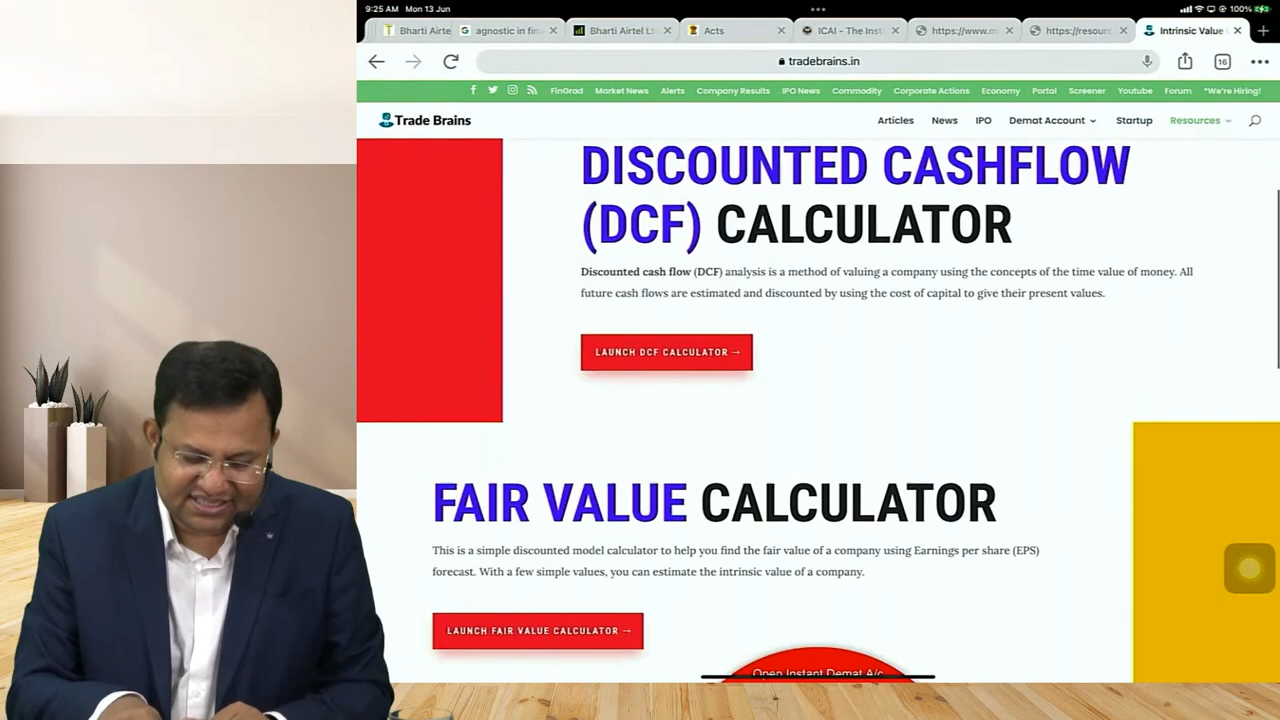 9:25 AM Mon 13 Jun
100%
Bharti Airte
agnostic in fin
Bharti Airtel Lt
Acts
ICAI - The Inst
https://www.m
https://resourc
Intrinsic Value
tradebrains.in
16
FinGrad Market News Alerts Company Results IPO News Commodity Corporate Actions Economy Portal Screener Youtube Forum *We're Hiring!
Trade Brains
Articles News IPO Demat Account Startup Resources
DISCOUNTED CASHFLOW
(DCF) CALCULATOR
Discounted cash flow (DCF) analysis is a method of valuing a company using the concepts of the time value of money. All
future cash flows are estimated and discounted by using the cost of capital to give their present values.
LAUNCH DCF CALCULATOR →
FAIR VALUE CALCULATOR
This is a simple discounted model calculator to help you find the fair value of a company using Earnings per share (EPS)
forecast. With a few simple values, you can estimate the intrinsic value of a company.
LAUNCH FAIR VALUE CALCULATOR →
Open Instant Demat A/c